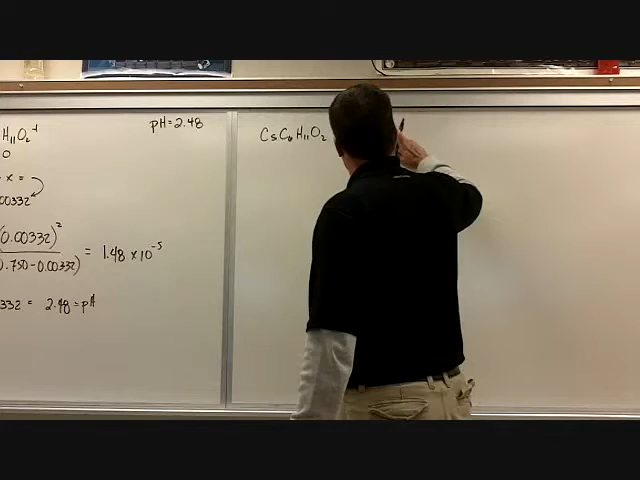 H₁₁O₂⁻¹
pH = 2.48
0
x =
00332
(0.00332)²
0.750 - 0.00332)
= 1.48 x 10⁻⁵
332 = 2.48 = pH
CsC₆H₁₁O₂